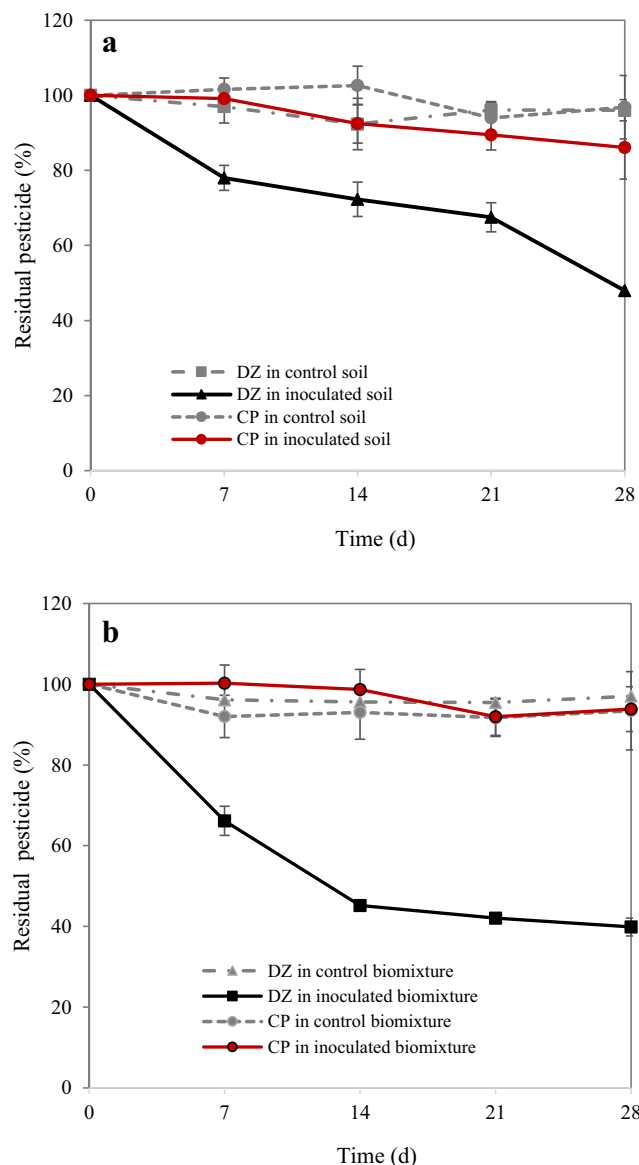 a
120
100
80
60
40
20
0
Residual pesticide (%)
DZ in control soil
DZ in inoculated soil
CP in control soil
CP in inoculated soil
0 7 14 21 28
Time (d)
b
120
100
80
60
40
20
0
Residual pesticide (%)
DZ in control biomixture
DZ in inoculated biomixture
CP in control biomixture
CP in inoculated biomixture
0 7 14 21 28
Time (d)